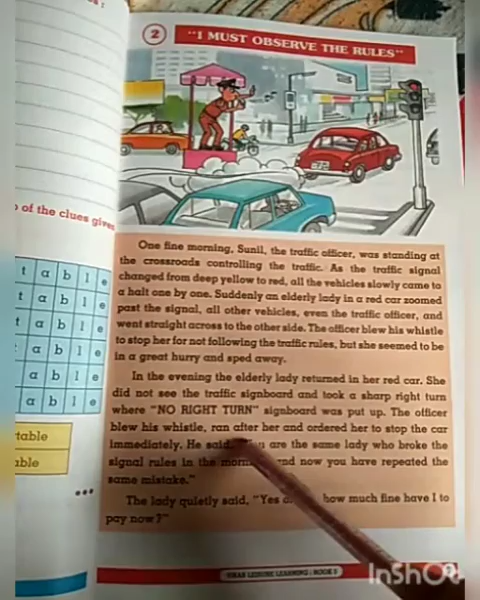 of the clues given
2
"I MUST OBSERVE THE RULES"
t a b l e
t a b l e
t a b l e
a b l e
a b l e
a b l e
table
able
One fine morning, Sunil, the traffic officer, was standing at
the crossroads controlling the traffic. As the traffic signal
changed from deep yellow to red, all the vehicles slowly came to
a halt one by one. Suddenly an elderly lady in a red car zoomed
past the signal, all other vehicles, even the traffic officer, and
went straight across to the other side. The officer blew his whistle
to stop her for not following the traffic rules, but she seemed to be
in a great hurry and sped away.
In the evening the elderly lady returned in her red car. She
did not see the traffic signboard and took a sharp right turn
where "NO RIGHT TURN" signboard was put up. The officer
blew his whistle, ran after her and ordered her to stop the car
immediately. He said, are the same lady who broke the
signal rules in the and now you have repeated the
same mistake."
The lady quietly said, "Yes how much fine have I to
pay now?"
LEISURE LEARNING : BOOK 5
InShOt